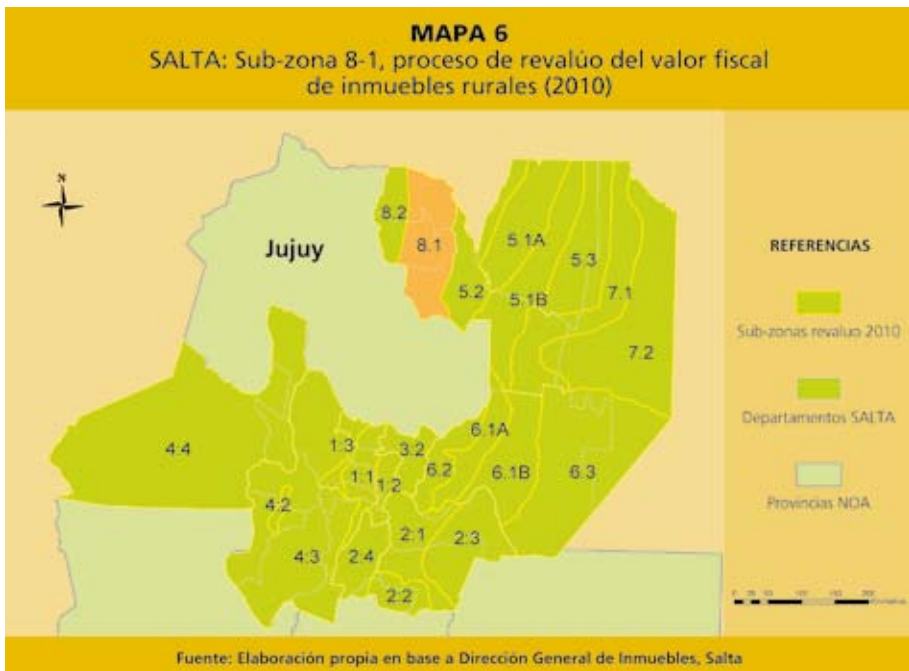 MAPA 6
SALTA: Sub-zona 8-1, proceso de revalúo del valor fiscal
de inmuebles rurales (2010)
N
8.2
8.1
5.1A
Jujuy
5.3
5.2
5.1B
7.1
7.2
REFERENCIAS
Sub-zonas revaluo 2010
Departamentos SALTA
Provincias NOA
4:4
1:3
3.2
6.1A
1:1
1:2
6.2
6.1B
6.3
4:2
2:1
2:3
4:3
2:4
2:2
Fuente: Elaboración propia en base a Dirección General de Inmuebles, Salta